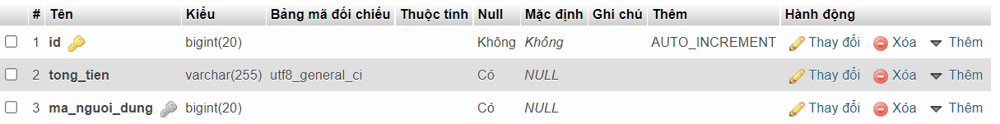 # Tên Kiểu Bảng mã đối chiếu Thuộc tính Null Mặc định Ghi chú Thêm Hành động
1 id bigint(20) Không Không AUTO_INCREMENT Thay đổi Xóa Thêm
2 tong_tien varchar(255) utf8_general_ci Có NULL Thay đổi Xóa Thêm
3 ma_nguoi_dung bigint(20) Có NULL Thay đổi Xóa Thêm